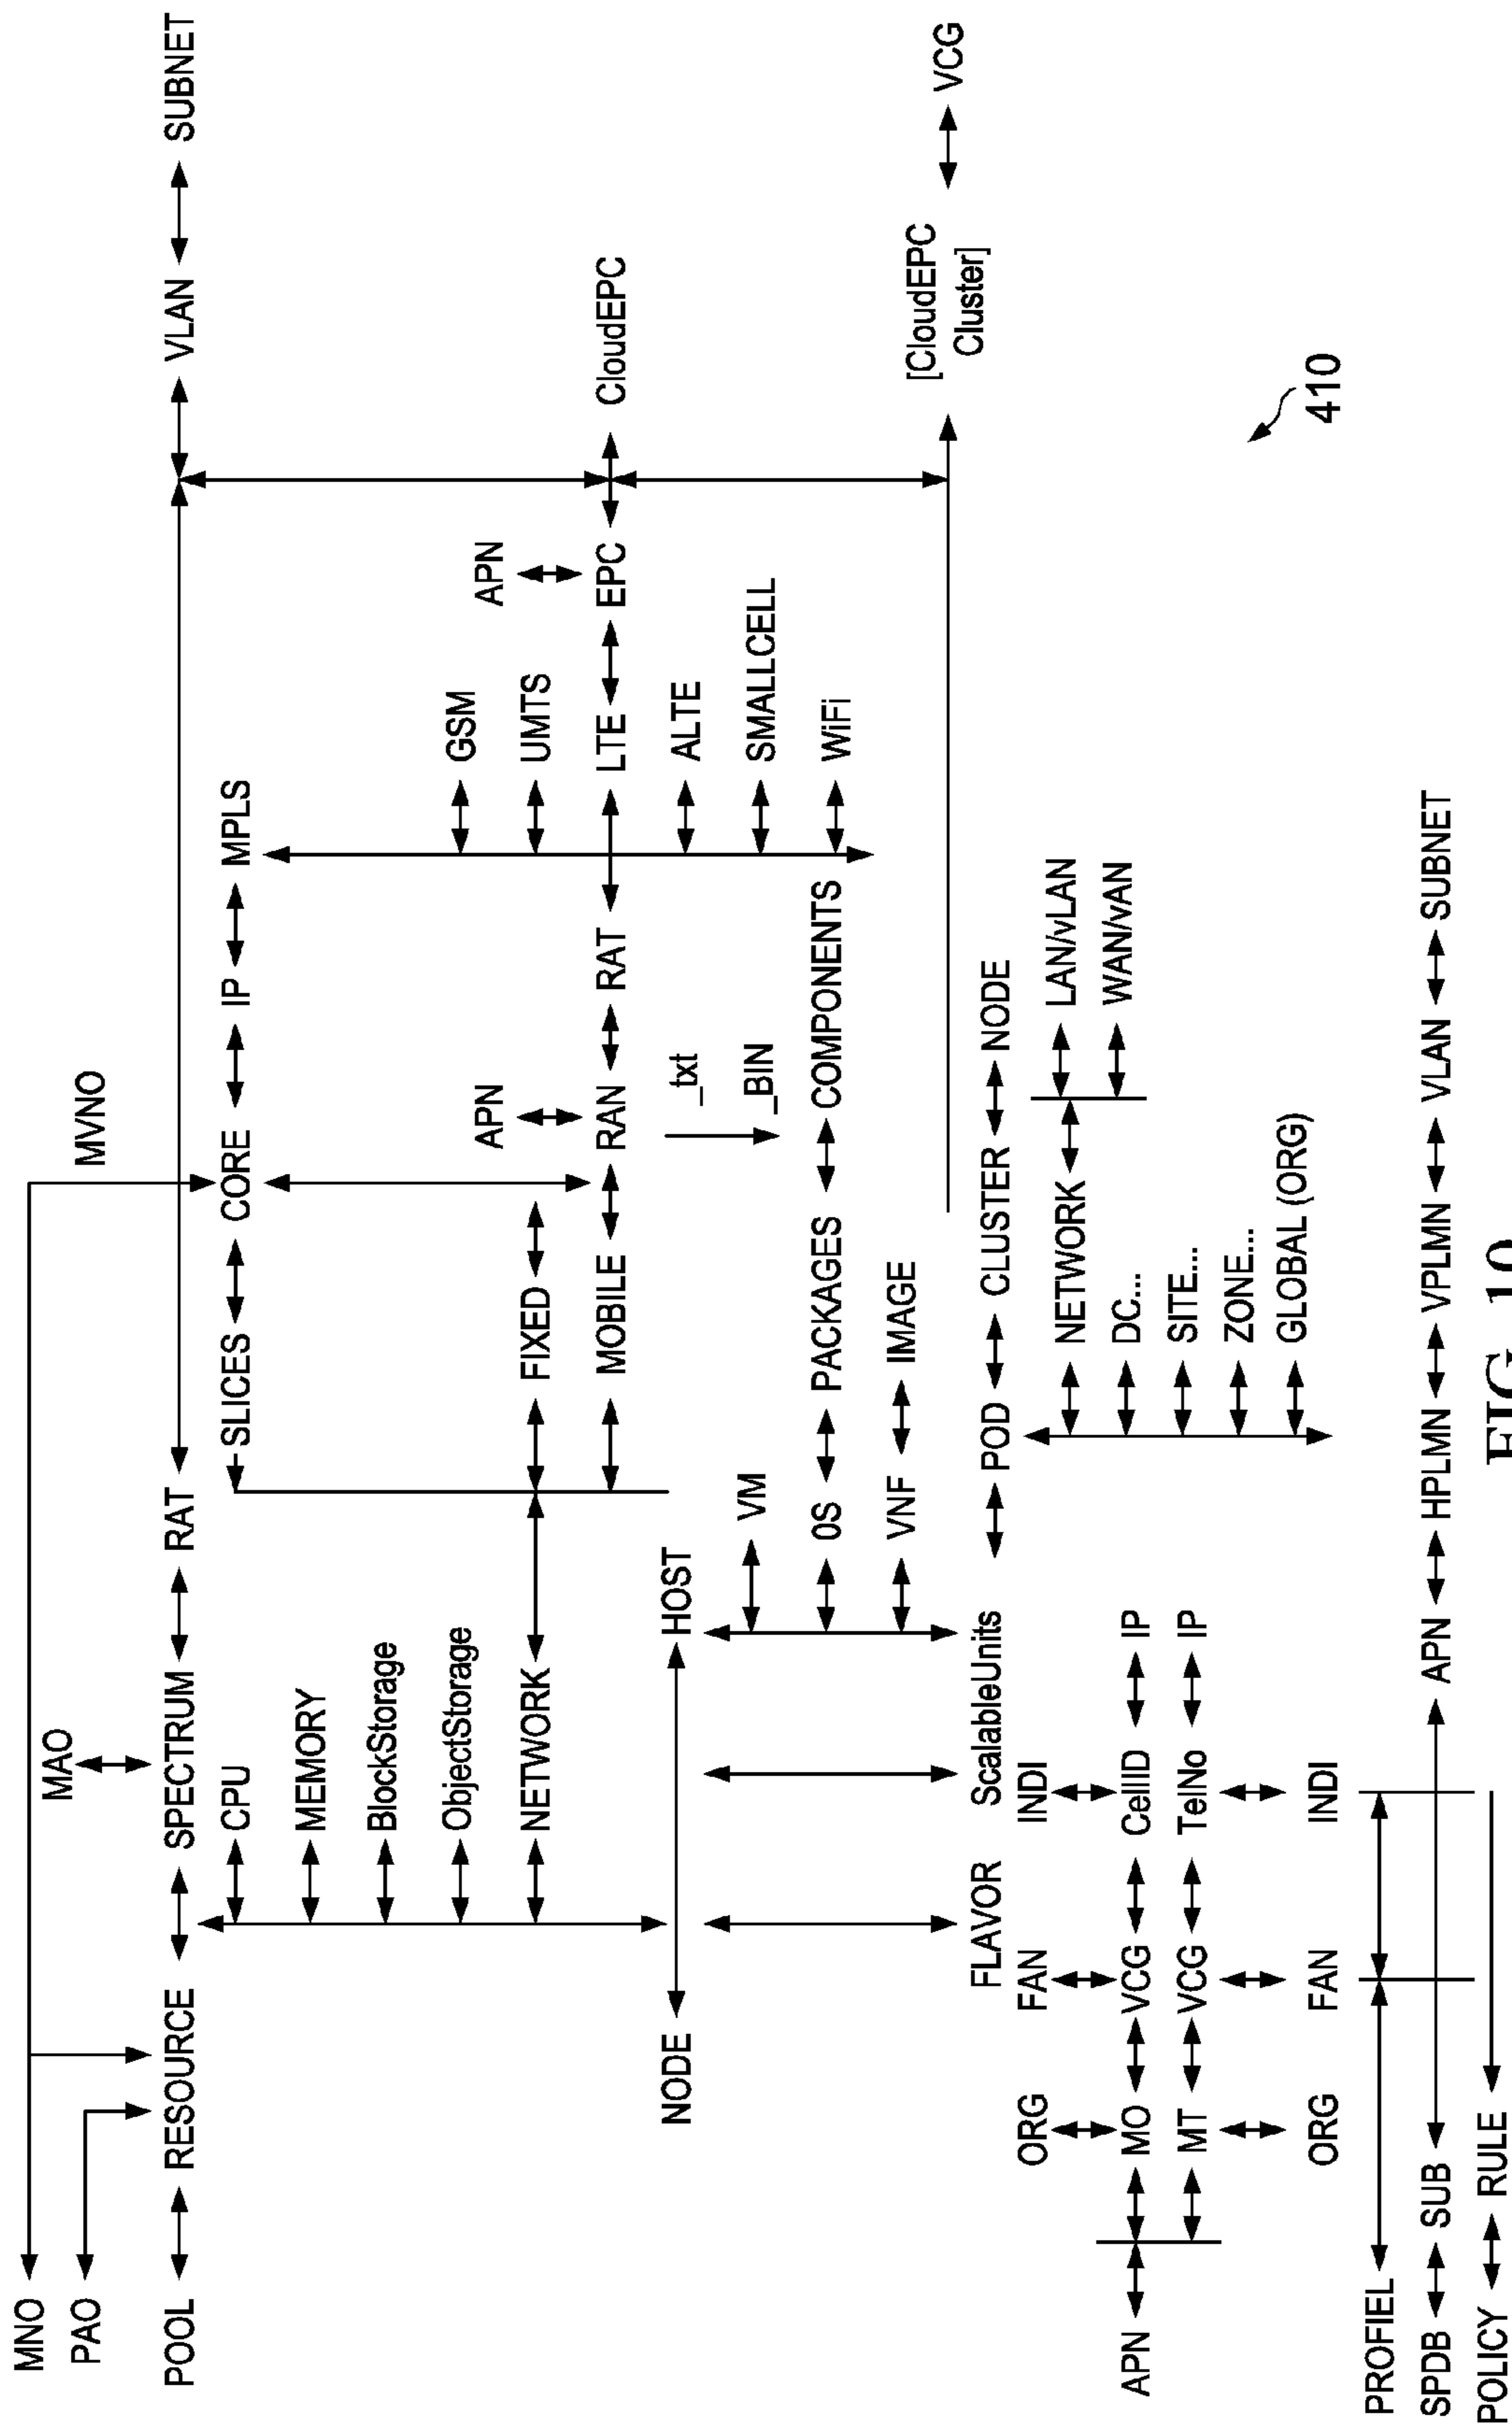 MNO
MAO
PAO
MVNO
POOL RESOURCE SPECTRUM RAT VLAN SUBNET
CPU SLICES CORE IP MPLS
MEMORY
BlockStorage
ObjectStorage GSM
APN APN
NETWORK FIXED UMTS
MOBILE RAN RAT LTE EPC CloudEPC
NODE HOST _txt ALTE
VM _BIN SMALLCELL
OS PACKAGES COMPONENTS WiFi
VNF IMAGE
[CloudEPC
Cluster] VCG
FLAVOR ScalableUnits POD CLUSTER NODE
ORG FAN INDI
NETWORK LAN/vLAN
DC... WAN/vAN
APN MO VCG CellID IP
SITE...
MT VCG TelNo IP
ZONE...
GLOBAL (ORG)
ORG FAN INDI
410
PROFIEL
SPDB SUB APN HPLMN VPLMN VLAN SUBNET
POLICY RULE
FIG. 10